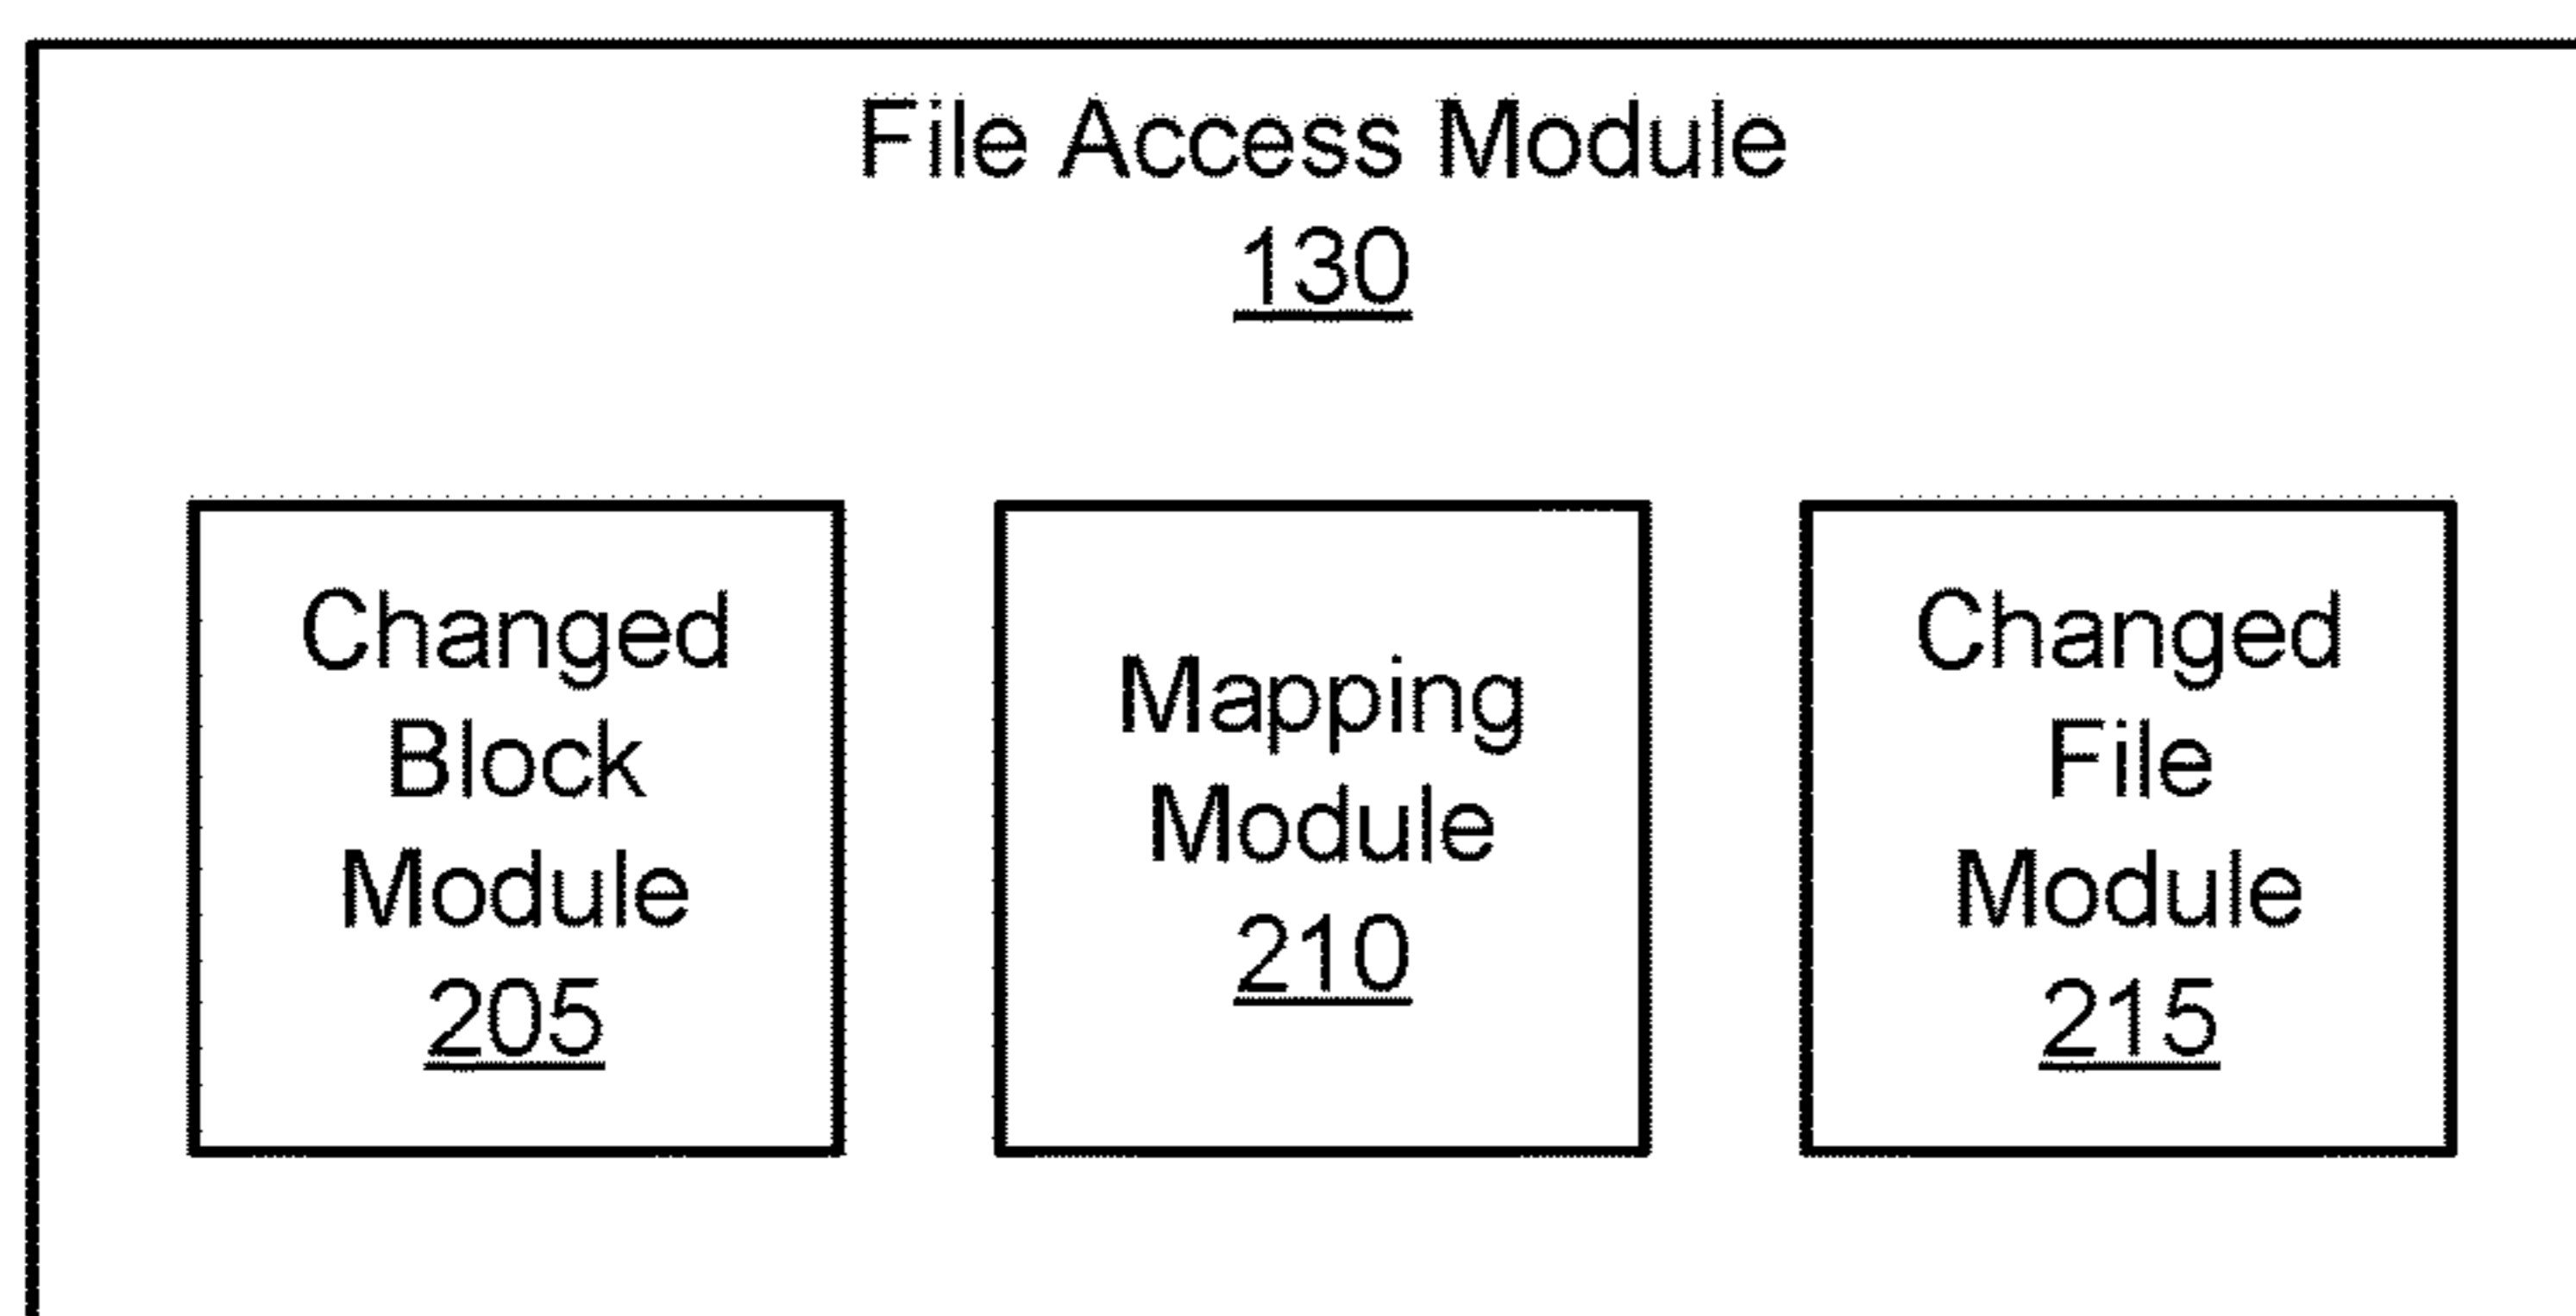 File Access Module
130
Changed
Block
Module
205
Mapping
Module
210
Changed
File
Module
215